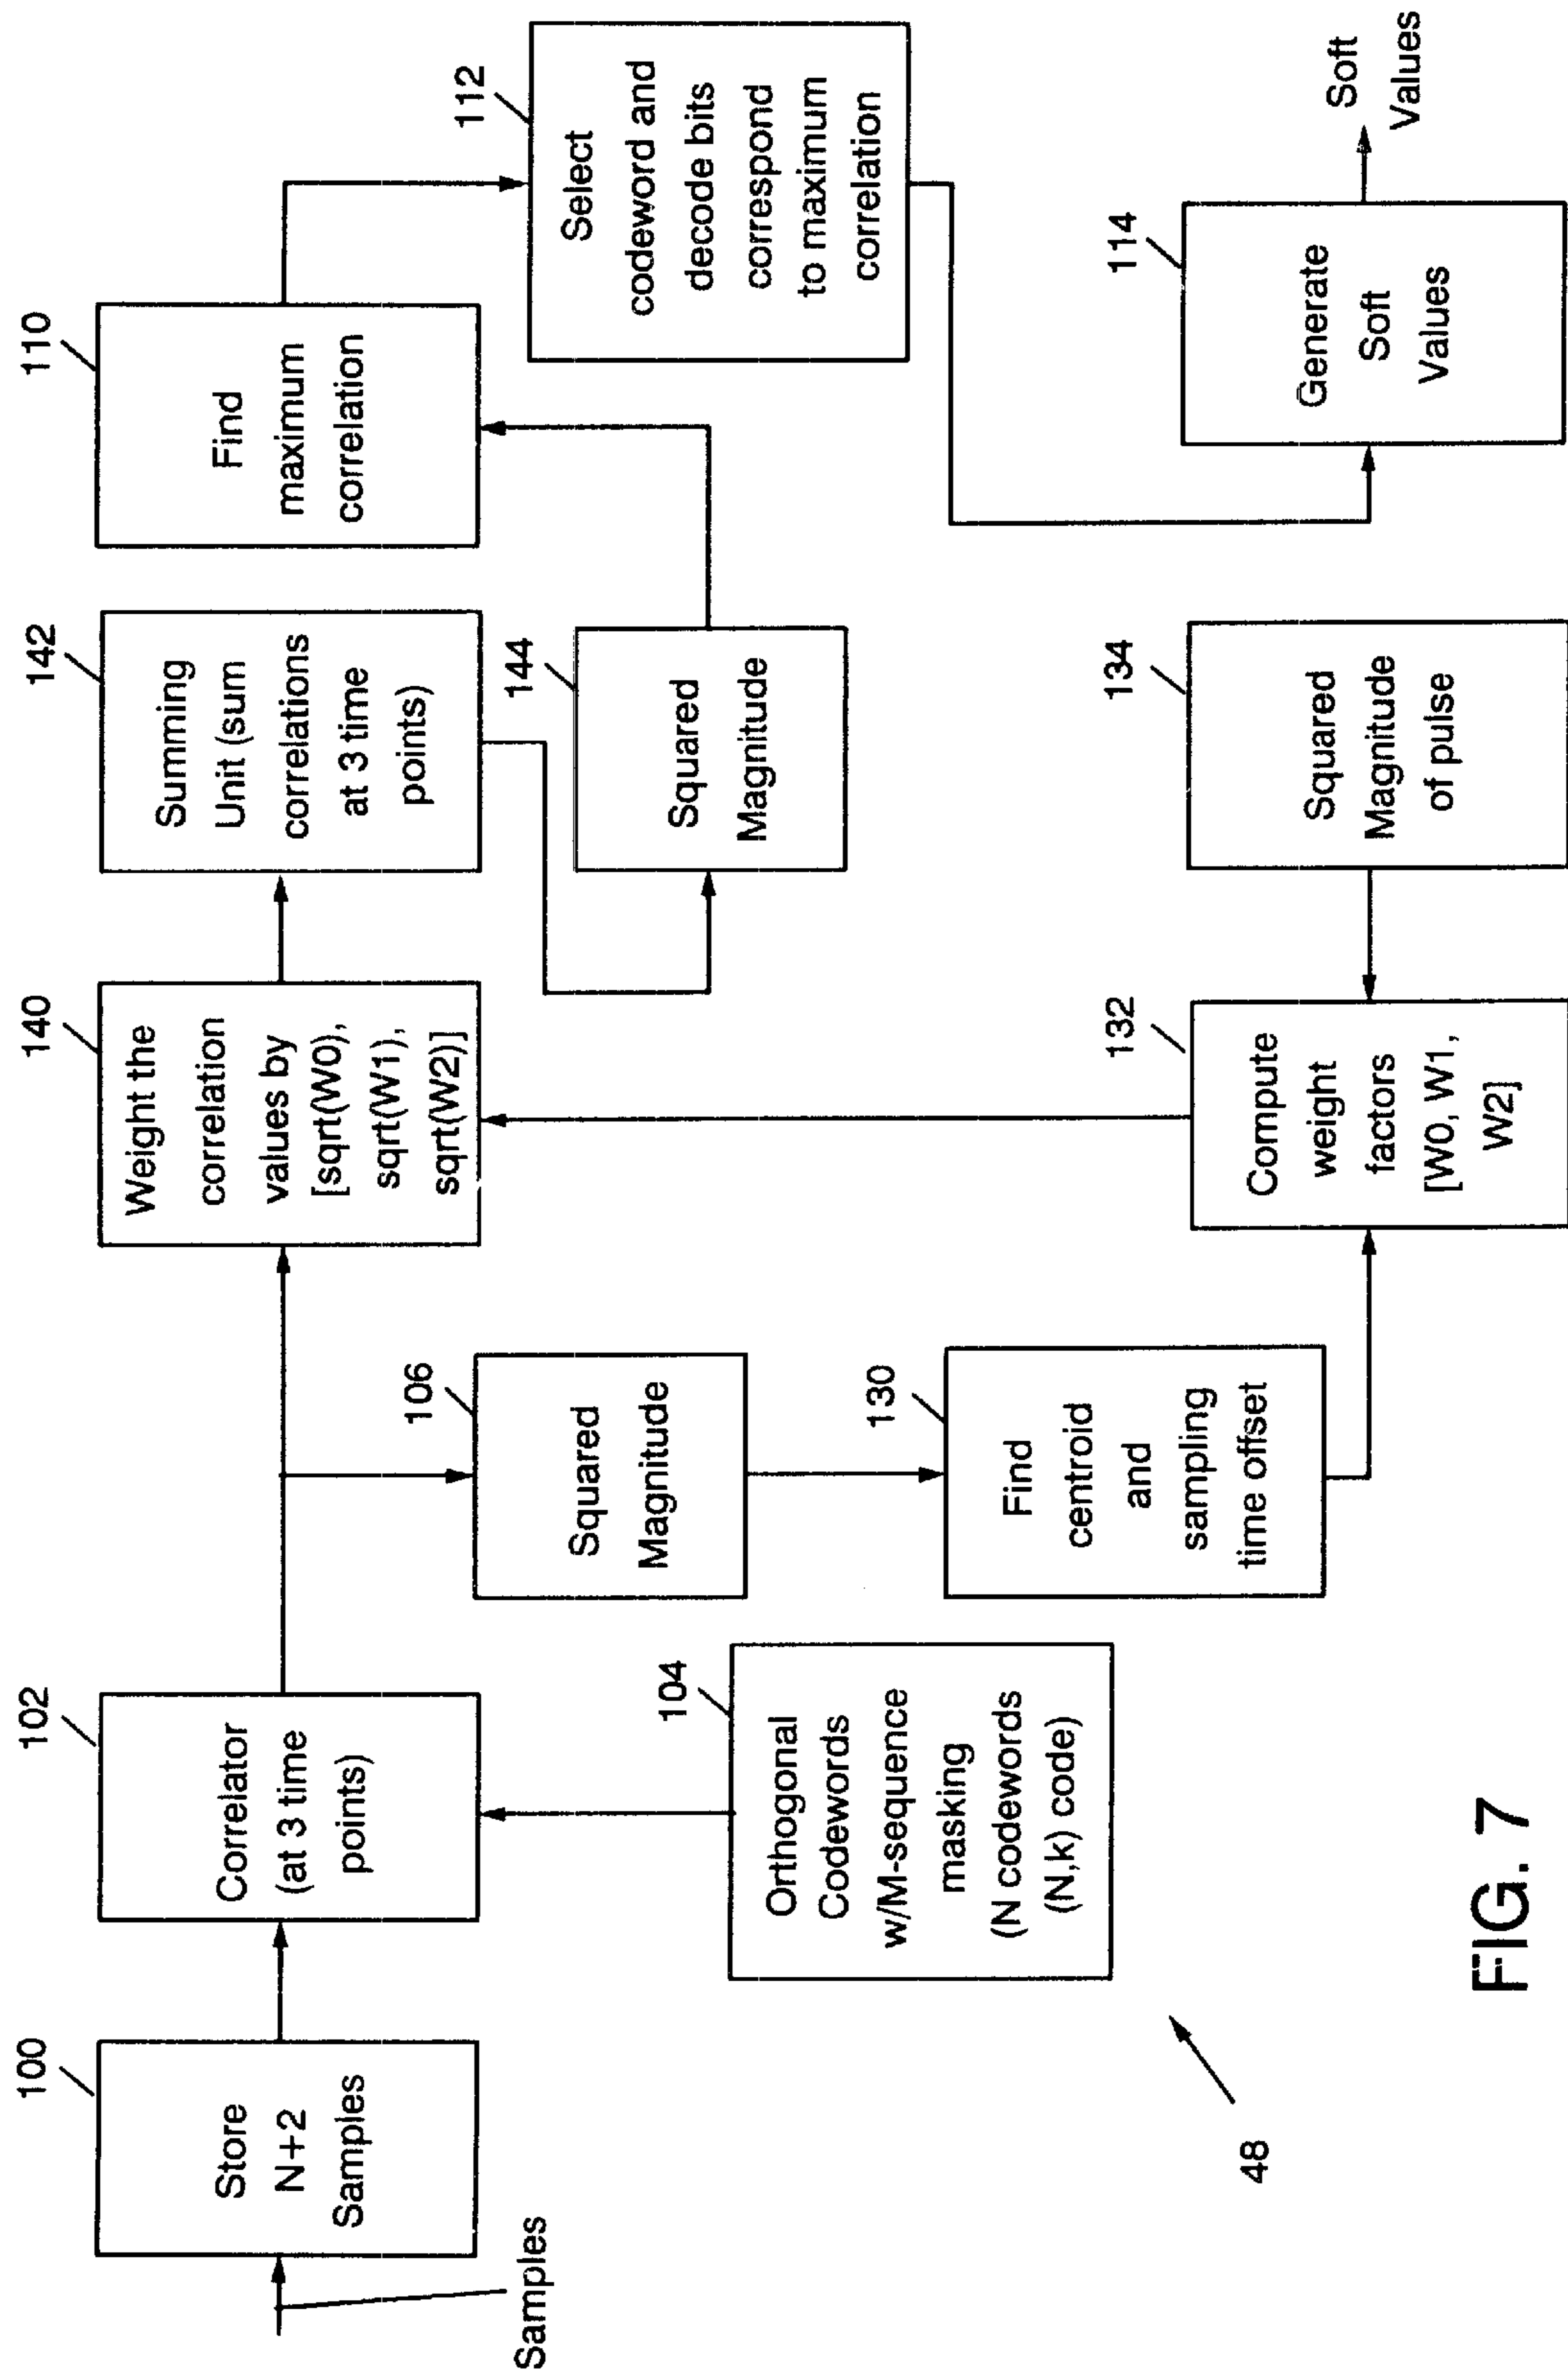 Samples
100
Store
N+2
Samples
102
Correlator
(at 3 time
points)
104
Orthogonal
Codewords
w/M-sequence
masking
(N codewords
(N,k) code)
106
Squared
Magnitude
130
Find
centroid
and
sampling
time offset
140
Weight the
correlation
values by
[sqrt(W0),
sqrt(W1),
sqrt(W2)]
132
Compute
weight
factors
[W0, W1,
W2]
134
Squared
Magnitude
of pulse
142
Summing
Unit (sum
correlations
at 3 time
points)
144
Squared
Magnitude
110
Find
maximum
correlation
112
Select
codeword and
decode bits
correspond
to maximum
correlation
114
Generate
Soft
Values
Soft
Values
48
FIG. 7